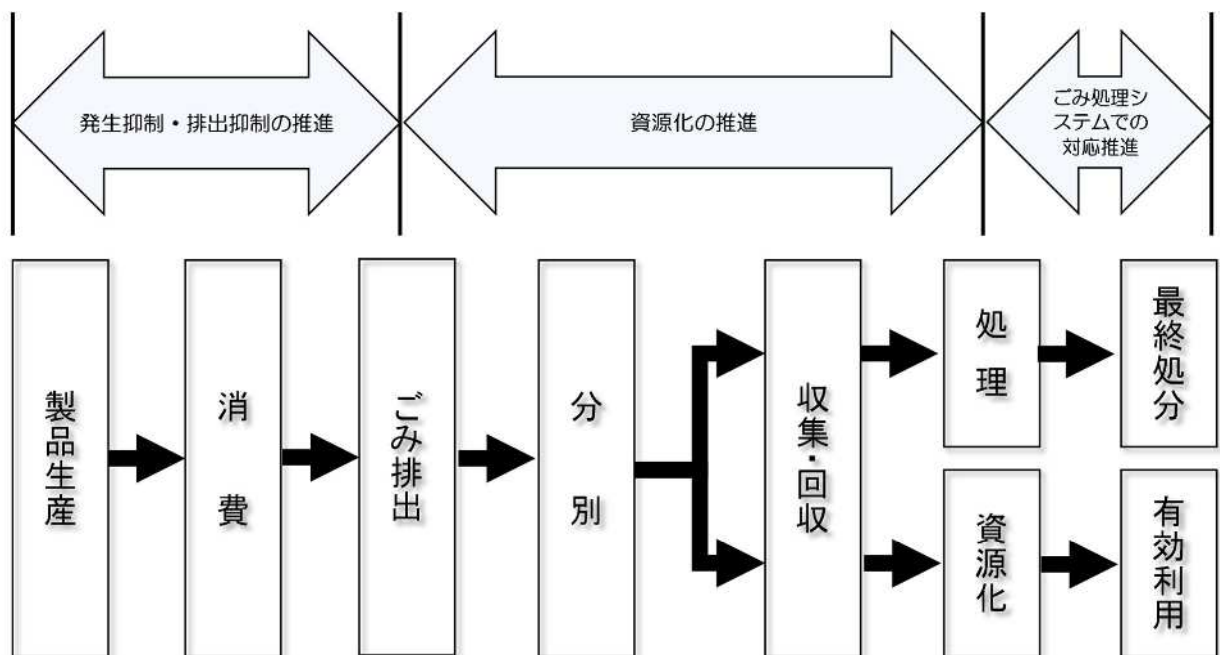 発生抑制・排出抑制の推進
資源化の推進
ごみ処理シ
ステムでの
対応推進
製品生産
消費
ごみ排出
分別
収集・回収
処理
最終処分
資源化
有効利用